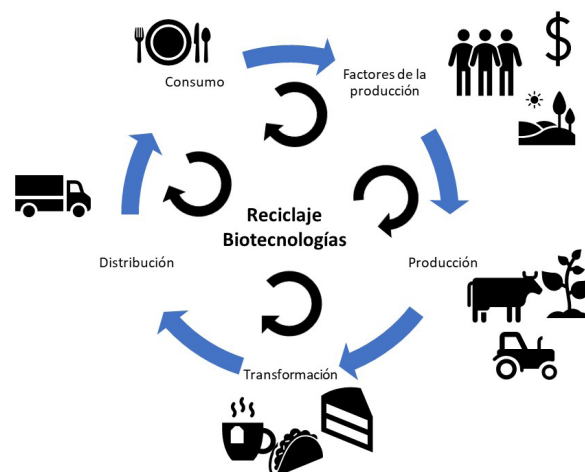 Consumo
Factores de la
producción
Reciclaje
Biotecnologías
Distribución
Producción
Transformación
$